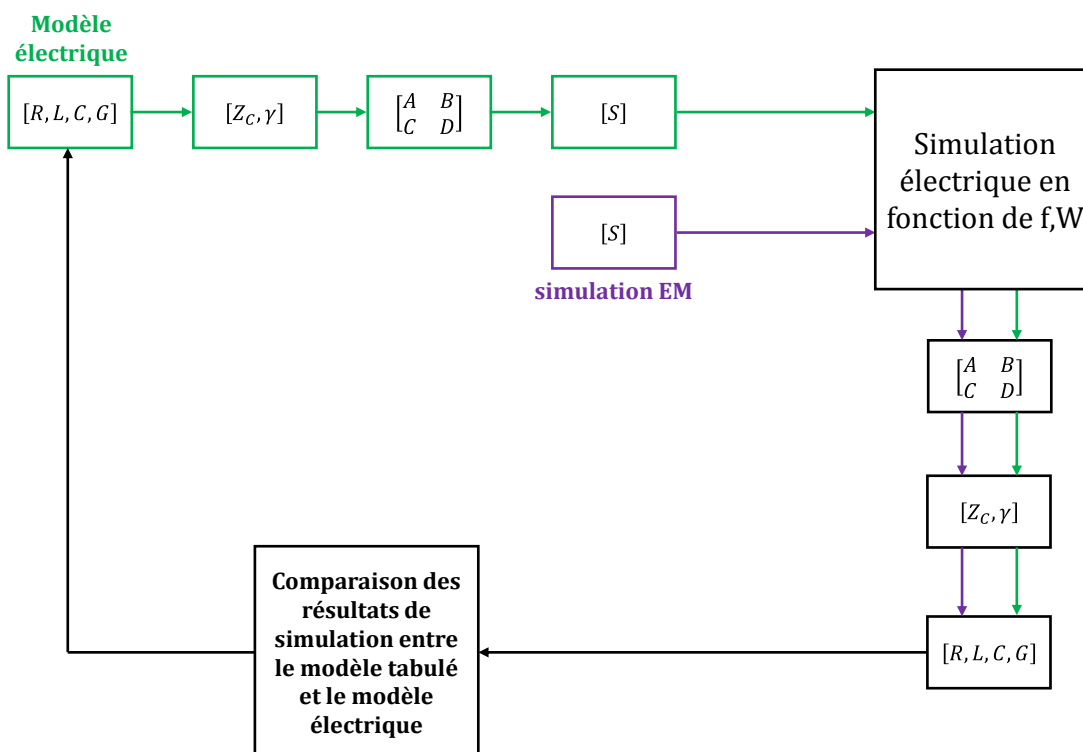 Modèle
électrique
[R, L, C, G]
[Z_C, γ]
[A B
C D]
[S]
Simulation
électrique en
fonction de f,W
[S]
simulation EM
[A B
C D]
[Z_C, γ]
[R, L, C, G]
Comparaison des
résultats de
simulation entre
le modèle tabulé
et le modèle
électrique